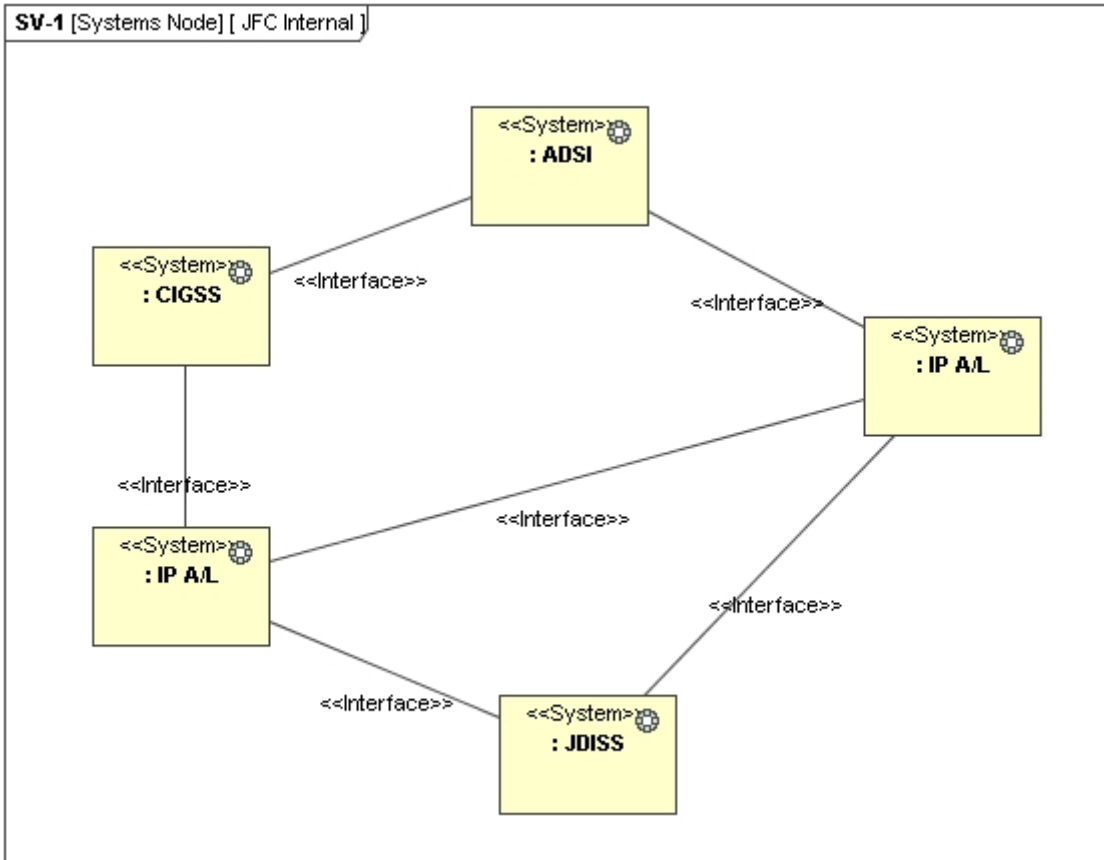 SV-1 [Systems Node] [ JFC Internal ]
<<System>>
: ADSI
<<System>>
: CIGSS
<<Interface>>
<<Interface>>
<<System>>
: IP A/L
<<Interface>>
<<Interface>>
<<System>>
: IP A/L
<<Interface>>
<<Interface>>
<<System>>
: JDISS